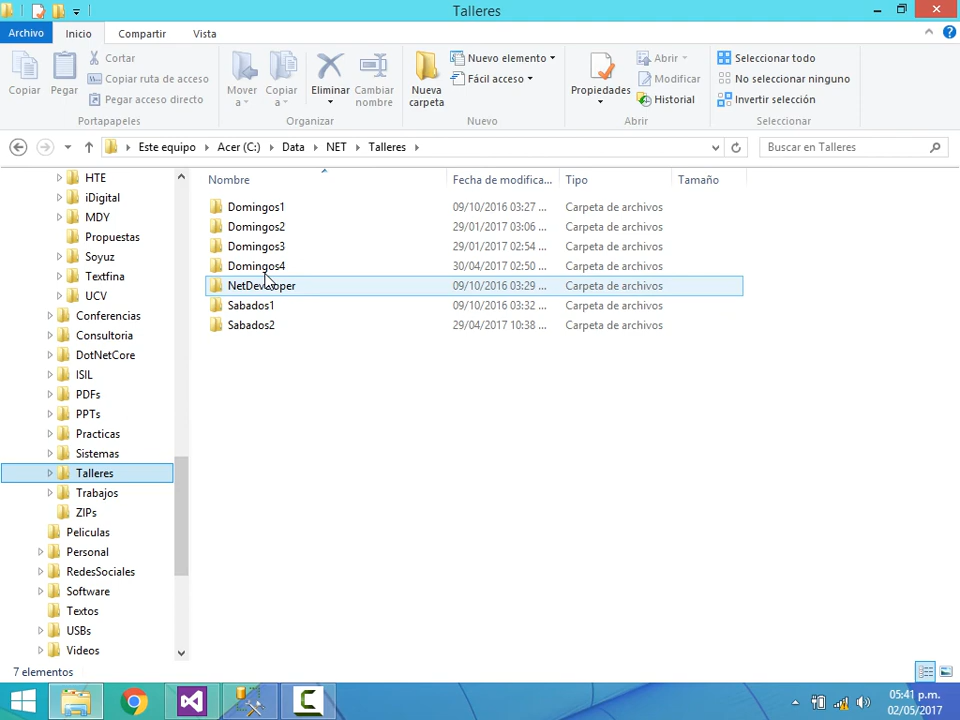 Talleres
Archivo Inicio Compartir Vista
Copiar
Pegar
Cortar
Copiar ruta de acceso
Pegar acceso directo
Portapapeles
Mover a
Copiar a
Eliminar
Cambiar nombre
Organizar
Nueva carpeta
Nuevo elemento
Fácil acceso
Nuevo
Propiedades
Abrir
Modificar
Historial
Abrir
Seleccionar todo
No seleccionar ninguno
Invertir selección
Seleccionar
Este equipo Acer (C:) Data NET Talleres
Buscar en Talleres
HTE
iDigital
MDY
Propuestas
Soyuz
Textfina
UCV
Conferencias
Consultoria
DotNetCore
ISIL
PDFs
PPTs
Practicas
Sistemas
Talleres
Trabajos
ZIPs
Peliculas
Personal
RedesSociales
Software
Textos
USBs
Videos
Nombre Fecha de modifica... Tipo Tamaño
Domingos1 09/10/2016 03:27 ... Carpeta de archivos
Domingos2 29/01/2017 03:06 ... Carpeta de archivos
Domingos3 29/01/2017 02:54 ... Carpeta de archivos
Domingos4 30/04/2017 02:50 ... Carpeta de archivos
NetDeveloper 09/10/2016 03:29 ... Carpeta de archivos
Sabados1 09/10/2016 03:32 ... Carpeta de archivos
Sabados2 29/04/2017 10:38 ... Carpeta de archivos
7 elementos
05:41 p.m.
02/05/2017